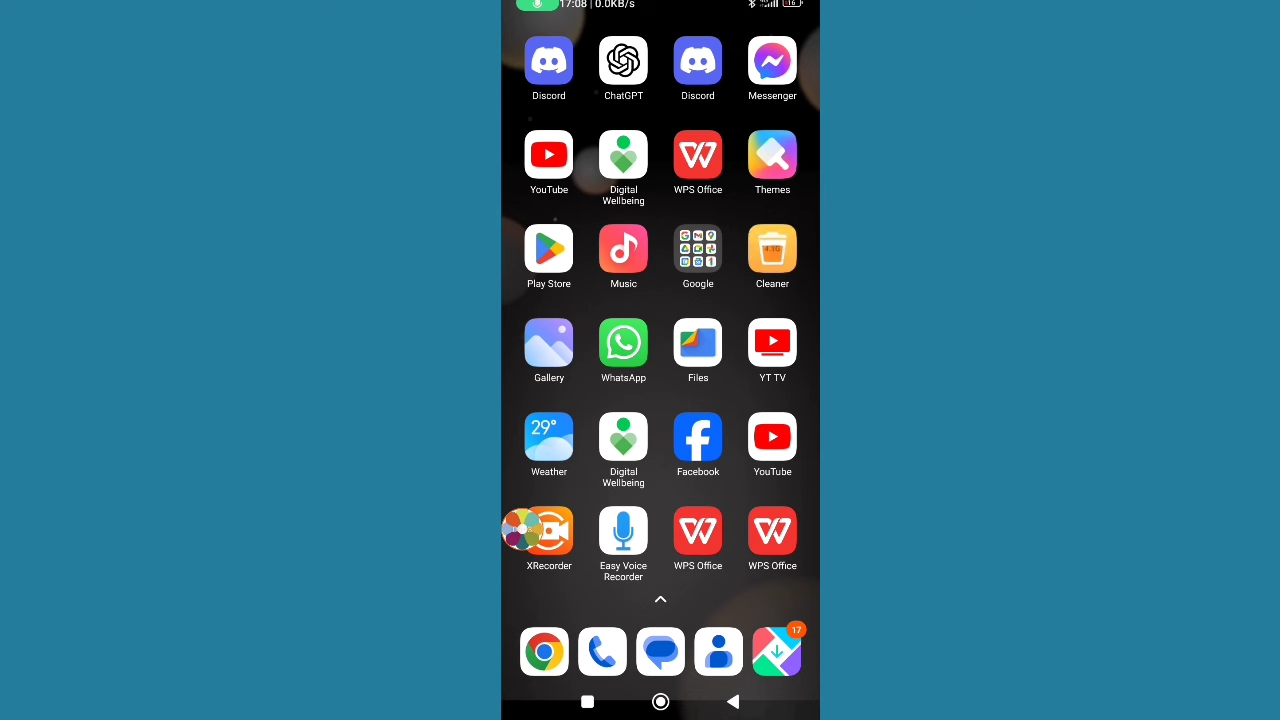 17:08 | 0.0KB/s
16
Discord
ChatGPT
Discord
Messenger
YouTube
Digital
Wellbeing
WPS Office
Themes
Play Store
Music
Google
Cleaner
Gallery
WhatsApp
Files
YT TV
29°
Weather
Digital
Wellbeing
Facebook
YouTube
XRecorder
Easy Voice
Recorder
WPS Office
WPS Office
17